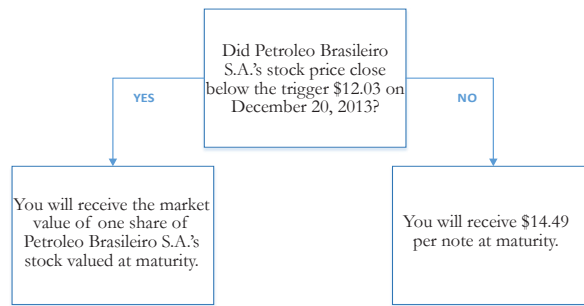 Did Petroleo Brasileiro
S.A.'s stock price close
below the trigger $12.03 on
December 20, 2013?
YES
NO
You will receive the market
value of one share of
Petroleo Brasileiro S.A.'s
stock valued at maturity.
You will receive $14.49
per note at maturity.